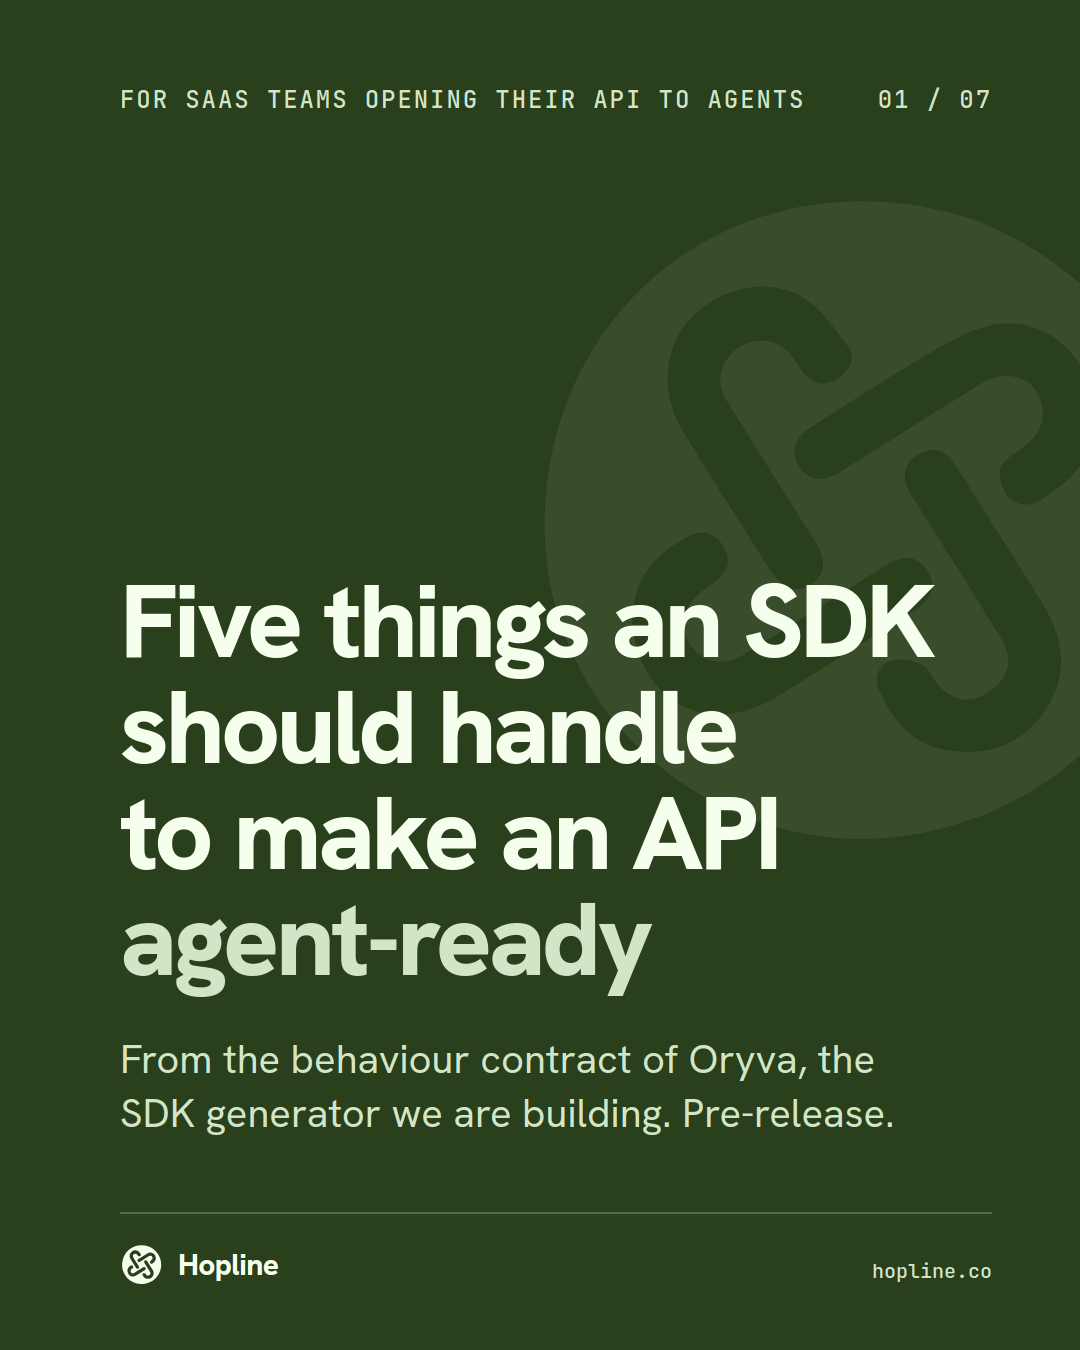 FOR SAAS TEAMS OPENING THEIR API TO AGENTS
01 / 07
Five things an SDK
should handle
to make an API
agent-ready
From the behaviour contract of Oryva, the
SDK generator we are building. Pre-release.
Hopline
hopline.co